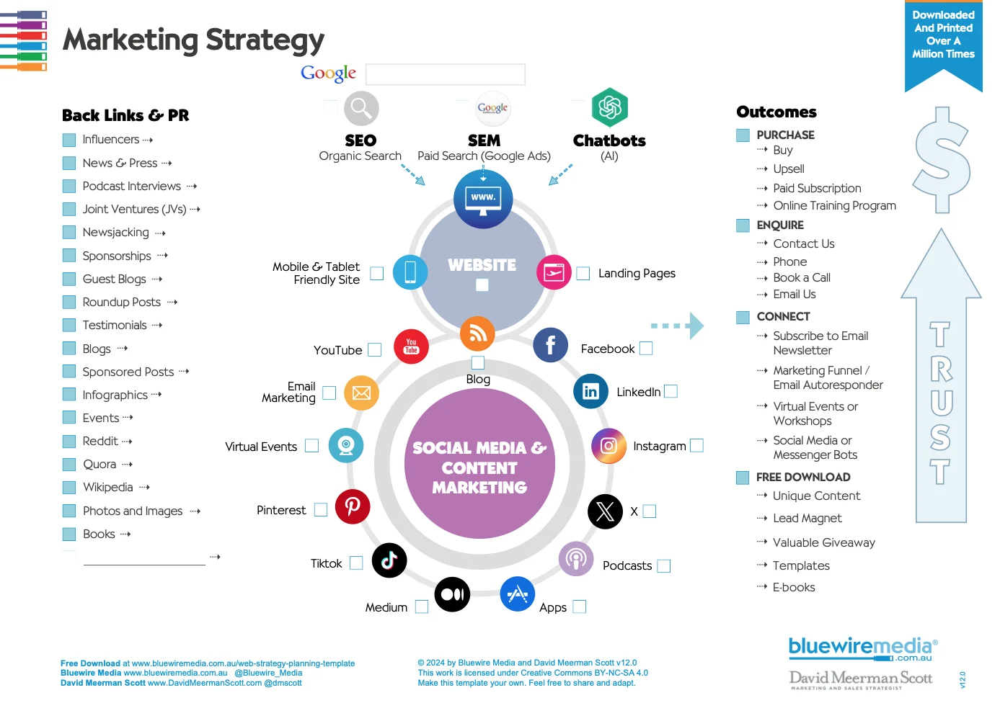 Marketing Strategy
Downloaded
And Printed
Over A
Million Times
Google
Google
SEO
Organic Search
SEM
Paid Search (Google Ads)
Chatbots
(AI)
Back Links & PR
Influencers
News & Press
Podcast Interviews
Joint Ventures (JVs)
Newsjacking
Sponsorships
Guest Blogs
Roundup Posts
Testimonials
Blogs
Sponsored Posts
Infographics
Events
Reddit
Quora
Wikipedia
Photos and Images
Books
www.
WEBSITE
Mobile & Tablet
Friendly Site
Landing Pages
YouTube
You
Tube
Blog
f
Facebook
Email
Marketing
in
LinkedIn
Virtual Events
Instagram
SOCIAL MEDIA &
CONTENT
MARKETING
Pinterest
X
Tiktok
Podcasts
Medium
Apps
Outcomes
PURCHASE
Buy
Upsell
Paid Subscription
Online Training Program
ENQUIRE
Contact Us
Phone
Book a Call
Email Us
CONNECT
Subscribe to Email
Newsletter
Marketing Funnel /
Email Autoresponder
Virtual Events or
Workshops
Social Media or
Messenger Bots
FREE DOWNLOAD
Unique Content
Lead Magnet
Valuable Giveaway
Templates
E-books
$
TRUST
Free Download at www.bluewiremedia.com.au/web-strategy-planning-template
Bluewire Media www.bluewiremedia.com.au @Bluewire_Media
David Meerman Scott www.DavidMeermanScott.com @dmscott
© 2024 by Bluewire Media and David Meerman Scott v12.0
This work is licensed under Creative Commons BY-NC-SA 4.0
Make this template your own. Feel free to share and adapt.
bluewiremedia®
.com.au
David Meerman Scott
MARKETING AND SALES STRATEGIST
v12.0